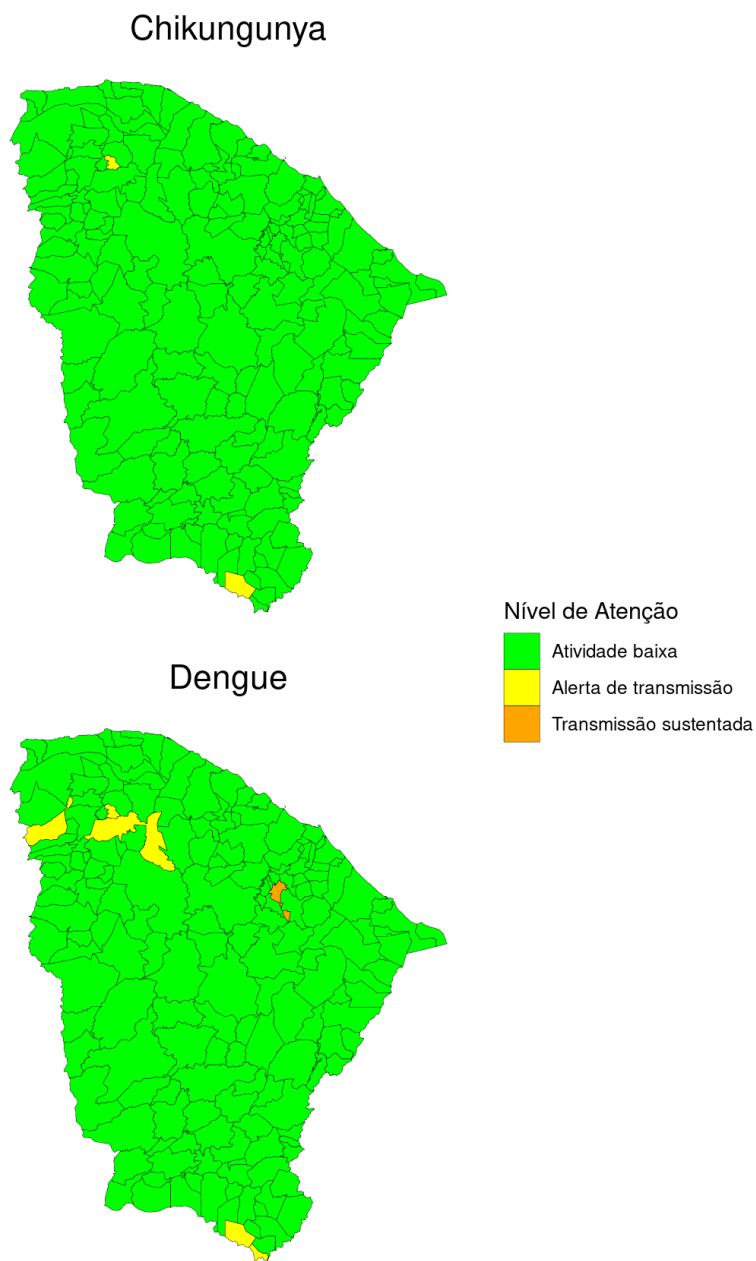 Chikungunya
Nível de Atenção
Atividade baixa
Alerta de transmissão
Transmissão sustentada
Dengue